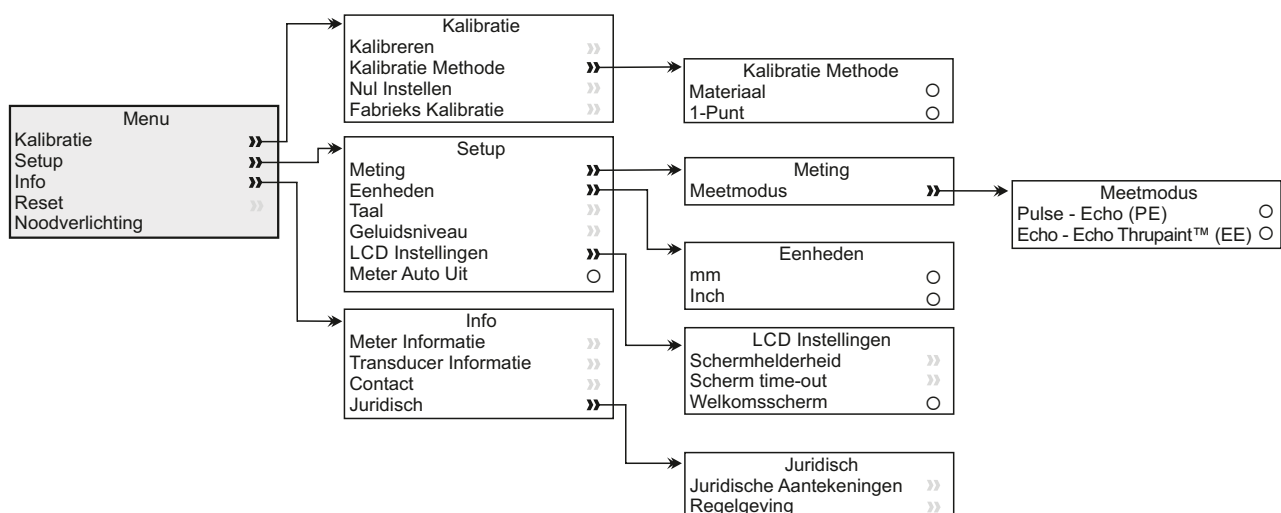 Menu
Kalibratie
Setup
Info
Reset
Noodverlichting
Kalibratie
Kalibreren
Kalibratie Methode
Nul Instellen
Fabrieks Kalibratie
Kalibratie Methode
Materiaal
1-Punt
Setup
Meting
Eenheden
Taal
Geluidsniveau
LCD Instellingen
Meter Auto Uit
Meting
Meetmodus
Meetmodus
Pulse - Echo (PE)
Echo - Echo Thrupaint™ (EE)
Eenheden
mm
Inch
LCD Instellingen
Schermhelderheid
Scherm time-out
Welkomsscherm
Info
Meter Informatie
Transducer Informatie
Contact
Juridisch
Juridisch
Juridische Aantekeningen
Regelgeving